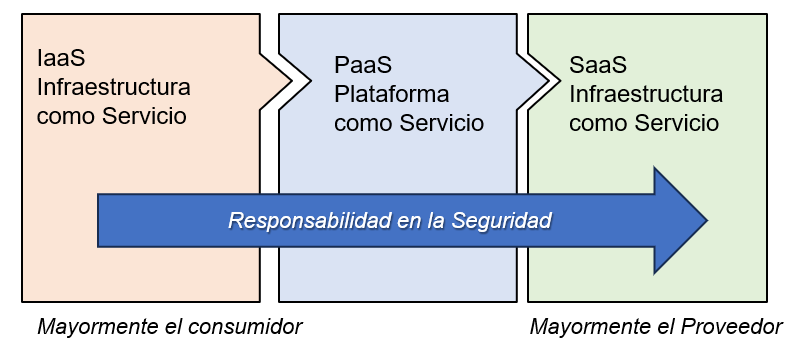 IaaS
Infraestructura
como Servicio
PaaS
Plataforma
como Servicio
SaaS
Infraestructura
como Servicio
Responsabilidad en la Seguridad
Mayormente el consumidor
Mayormente el Proveedor